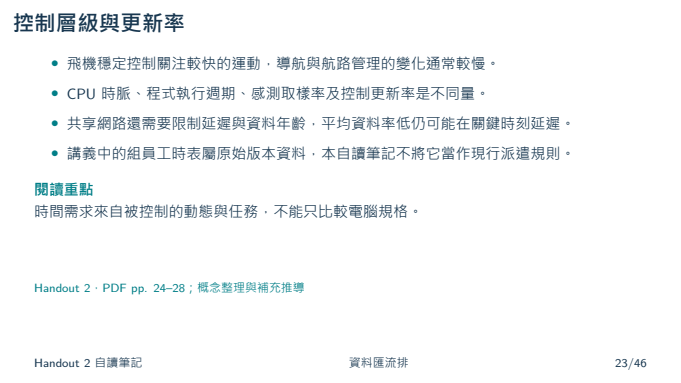 控制層級與更新率
• 飛機穩定控制關注較快的運動，導航與航路管理的變化通常較慢。
• CPU 時脈、程式執行週期、感測取樣率及控制更新率是不同量。
• 共享網路還需要限制延遲與資料年齡，平均資料率低仍可能在關鍵時刻延遲。
• 講義中的組員工時表屬原始版本資料，本自讀筆記不將它當作現行派遣規則。
閱讀重點
時間需求來自被控制的動態與任務，不能只比較電腦規格。
Handout 2 · PDF pp. 24–28；概念整理與補充推導
Handout 2 自讀筆記
資料匯流排
23/46